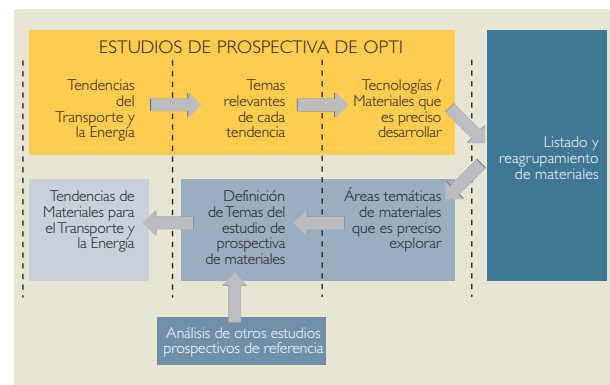 ESTUDIOS DE PROSPECTIVA DE OPTI
Tendencias
del
Transporte y
la Energía
Temas
relevantes
de cada
tendencia
Tecnologías /
Materiales que
es preciso
desarrollar
Listado y
reagrupamiento
de materiales
Tendencias de
Materiales para
el Transporte y
la Energía
Definición
de Temas del
estudio de
prospectiva
de materiales
Áreas temáticas
de materiales
que es preciso
explorar
Análisis de otros estudios
prospectivos de referencia